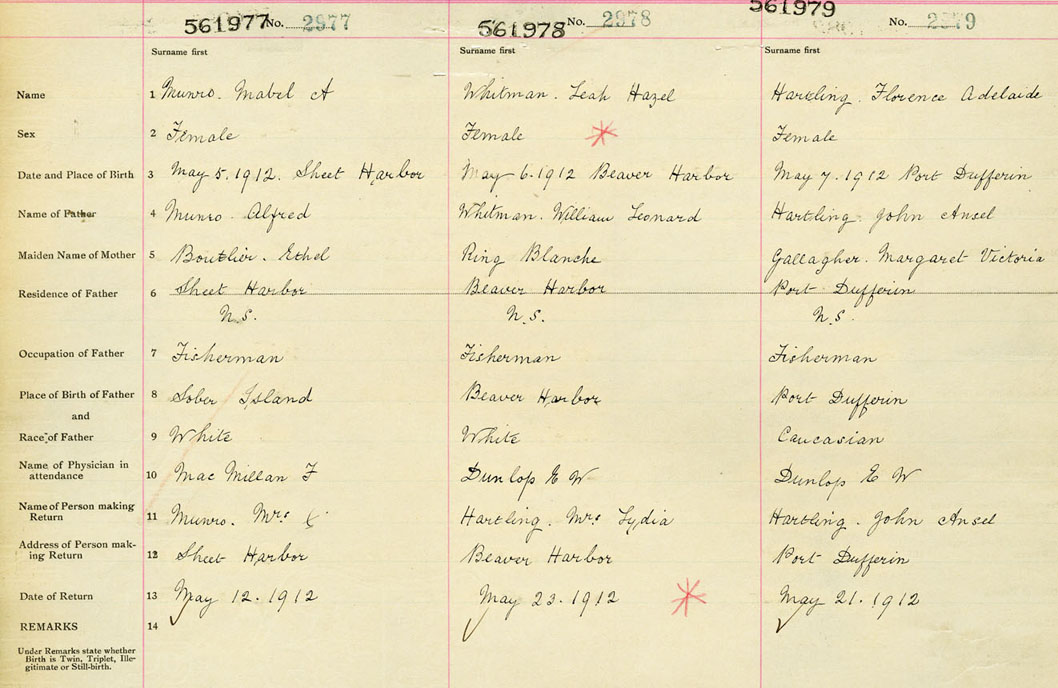 561977 No. 2977 561978 No. 2978 561979 No. 2979
Surname first Surname first Surname first
Name 1 Munro. Mabel A Whitman. Leah Hazel Hartling. Florence Adelaide
Sex 2 Female Female * Female
Date and Place of Birth 3 May 5, 1912. Sheet Harbor May 6. 1912 Beaver Harbor May 7. 1912 Port Dufferin
Name of Father 4 Munro. Alfred Whitman. William Leonard Hartling. John Ansel
Maiden Name of Mother 5 Boutlier. Ethel Ring Blanche Gallagher. Margaret Victoria
Residence of Father 6 Sheet Harbor Beaver Harbor Port Dufferin
N.S. N.S. N.S.
Occupation of Father 7 Fisherman Fisherman Fisherman
Place of Birth of Father 8 Sober Island Beaver Harbor Port Dufferin
and
Race of Father 9 White White Caucasian
Name of Physician in
attendance 10 Mac Millan F Dunlop E W Dunlop E W
Name of Person making
Return 11 Munro. Mrs Hartling. Mrs Lydia Hartling. John Ansel
Address of Person mak-
ing Return 12 Sheet Harbor Beaver Harbor Port Dufferin
Date of Return 13 May 12. 1912 May 23. 1912 * May 21. 1912
REMARKS 14
Under Remarks state whether
Birth is Twin, Triplet, Ille-
gitimate or Still-birth.